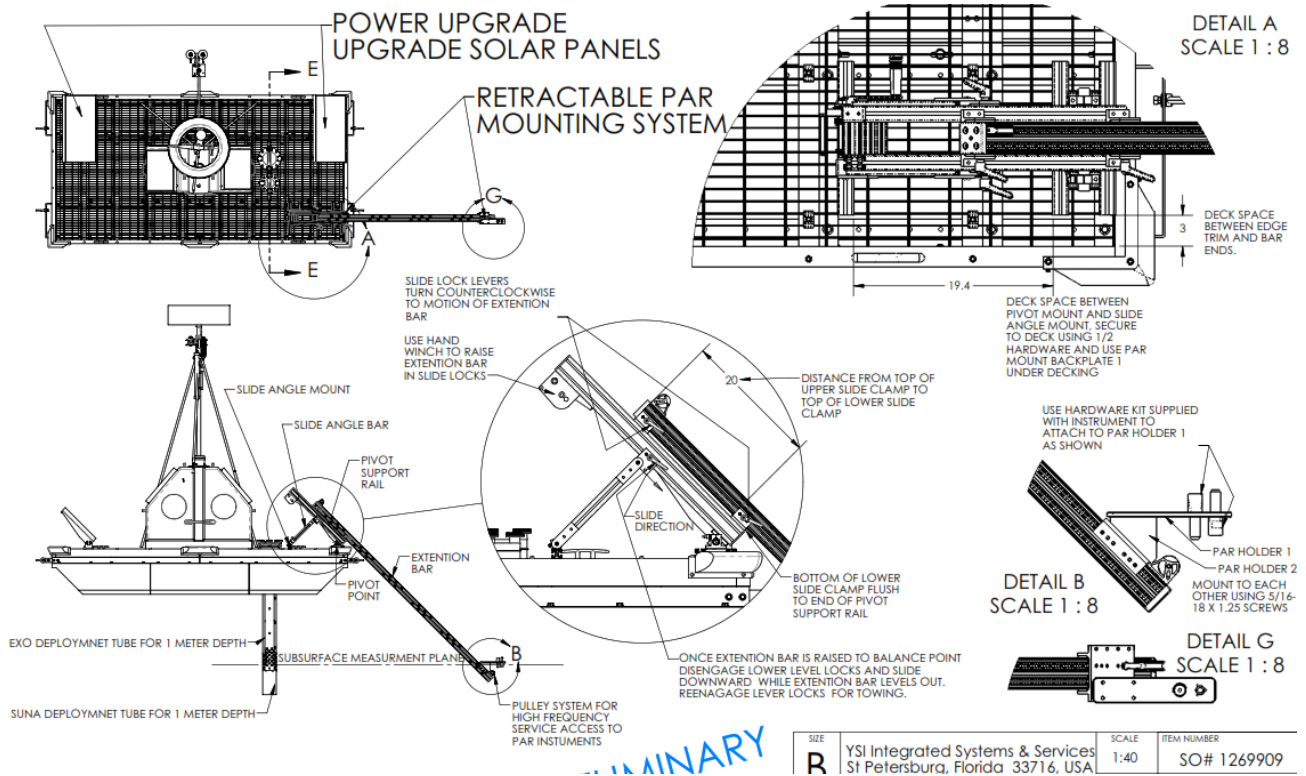 POWER UPGRADE
UPGRADE SOLAR PANELS
E
RETRACTABLE PAR
MOUNTING SYSTEM
G
A
E
DETAIL A
SCALE 1 : 8
3
DECK SPACE
BETWEEN EDGE
TRIM AND BAR
ENDS.
19.4
DECK SPACE BETWEEN
PIVOT MOUNT AND SLIDE
ANGLE MOUNT, SECURE
TO DECK USING 1/2
HARDWARE AND USE PAR
MOUNT BACKPLATE 1
UNDER DECKING
SLIDE LOCK LEVERS
TURN COUNTERCLOCKWISE
TO MOTION OF EXTENTION
BAR
USE HAND
WINCH TO RAISE
EXTENTION BAR
IN SLIDE LOCKS
20
DISTANCE FROM TOP OF
UPPER SLIDE CLAMP TO
TOP OF LOWER SLIDE
CLAMP
SLIDE ANGLE MOUNT
SLIDE ANGLE BAR
PIVOT
SUPPORT
RAIL
SLIDE
DIRECTION
EXTENTION
BAR
PIVOT
POINT
BOTTOM OF LOWER
SLIDE CLAMP FLUSH
TO END OF PIVOT
SUPPORT RAIL
USE HARDWARE KIT SUPPLIED
WITH INSTRUMENT TO
ATTACH TO PAR HOLDER 1
AS SHOWN
PAR HOLDER 1
PAR HOLDER 2
MOUNT TO EACH
OTHER USING 5/16-
18 X 1.25 SCREWS
DETAIL B
SCALE 1 : 8
DETAIL G
SCALE 1 : 8
EXO DEPLOYMNET TUBE FOR 1 METER DEPTH
SUBSURFACE MEASURMENT PLANE
B
SUNA DEPLOYMNET TUBE FOR 1 METER DEPTH
ONCE EXTENTION BAR IS RAISED TO BALANCE POINT
DISENGAGE LOWER LEVEL LOCKS AND SLIDE
DOWNWARD WHILE EXTENTION BAR LEVELS OUT.
REENAGAGE LEVER LOCKS FOR TOWING.
PULLEY SYSTEM FOR
HIGH FREQUENCY
SERVICE ACCESS TO
PAR INSTUMENTS
SIZE
B
YSI Integrated Systems & Services
St Petersburg, Florida 33716, USA
SCALE
1:40
ITEM NUMBER
SO# 1269909